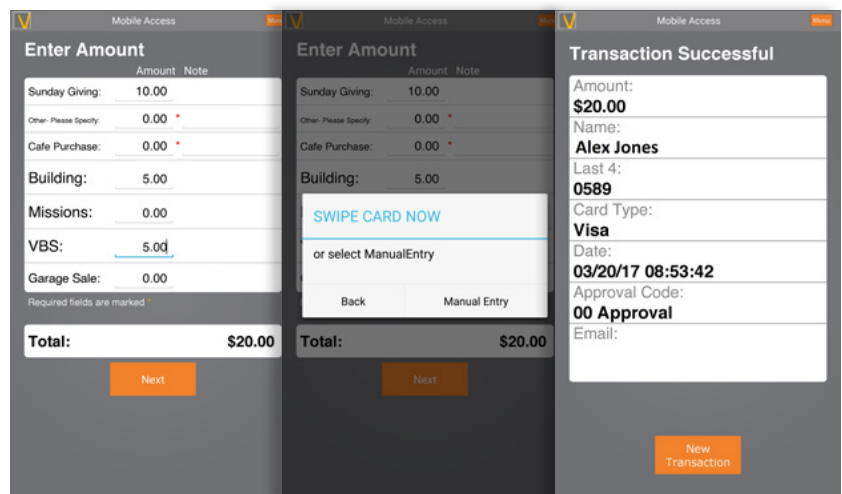 Mobile Access
Menu
Enter Amount
Amount Note
Sunday Giving: 10.00
Other- Please Specify: 0.00 *
Cafe Purchase: 0.00 *
Building: 5.00
Missions: 0.00
VBS: 5.00
Garage Sale: 0.00
Required fields are marked *
Total: $20.00
Next
Mobile Access
Enter Amount
Amount Note
Sunday Giving: 10.00
Other- Please Specify: 0.00 *
Cafe Purchase: 0.00 *
Building: 5.00
SWIPE CARD NOW
or select ManualEntry
Back Manual Entry
Total: $20.00
Next
Mobile Access
Menu
Transaction Successful
Amount:
$20.00
Name:
Alex Jones
Last 4:
0589
Card Type:
Visa
Date:
03/20/17 08:53:42
Approval Code:
00 Approval
Email:
New
Transaction